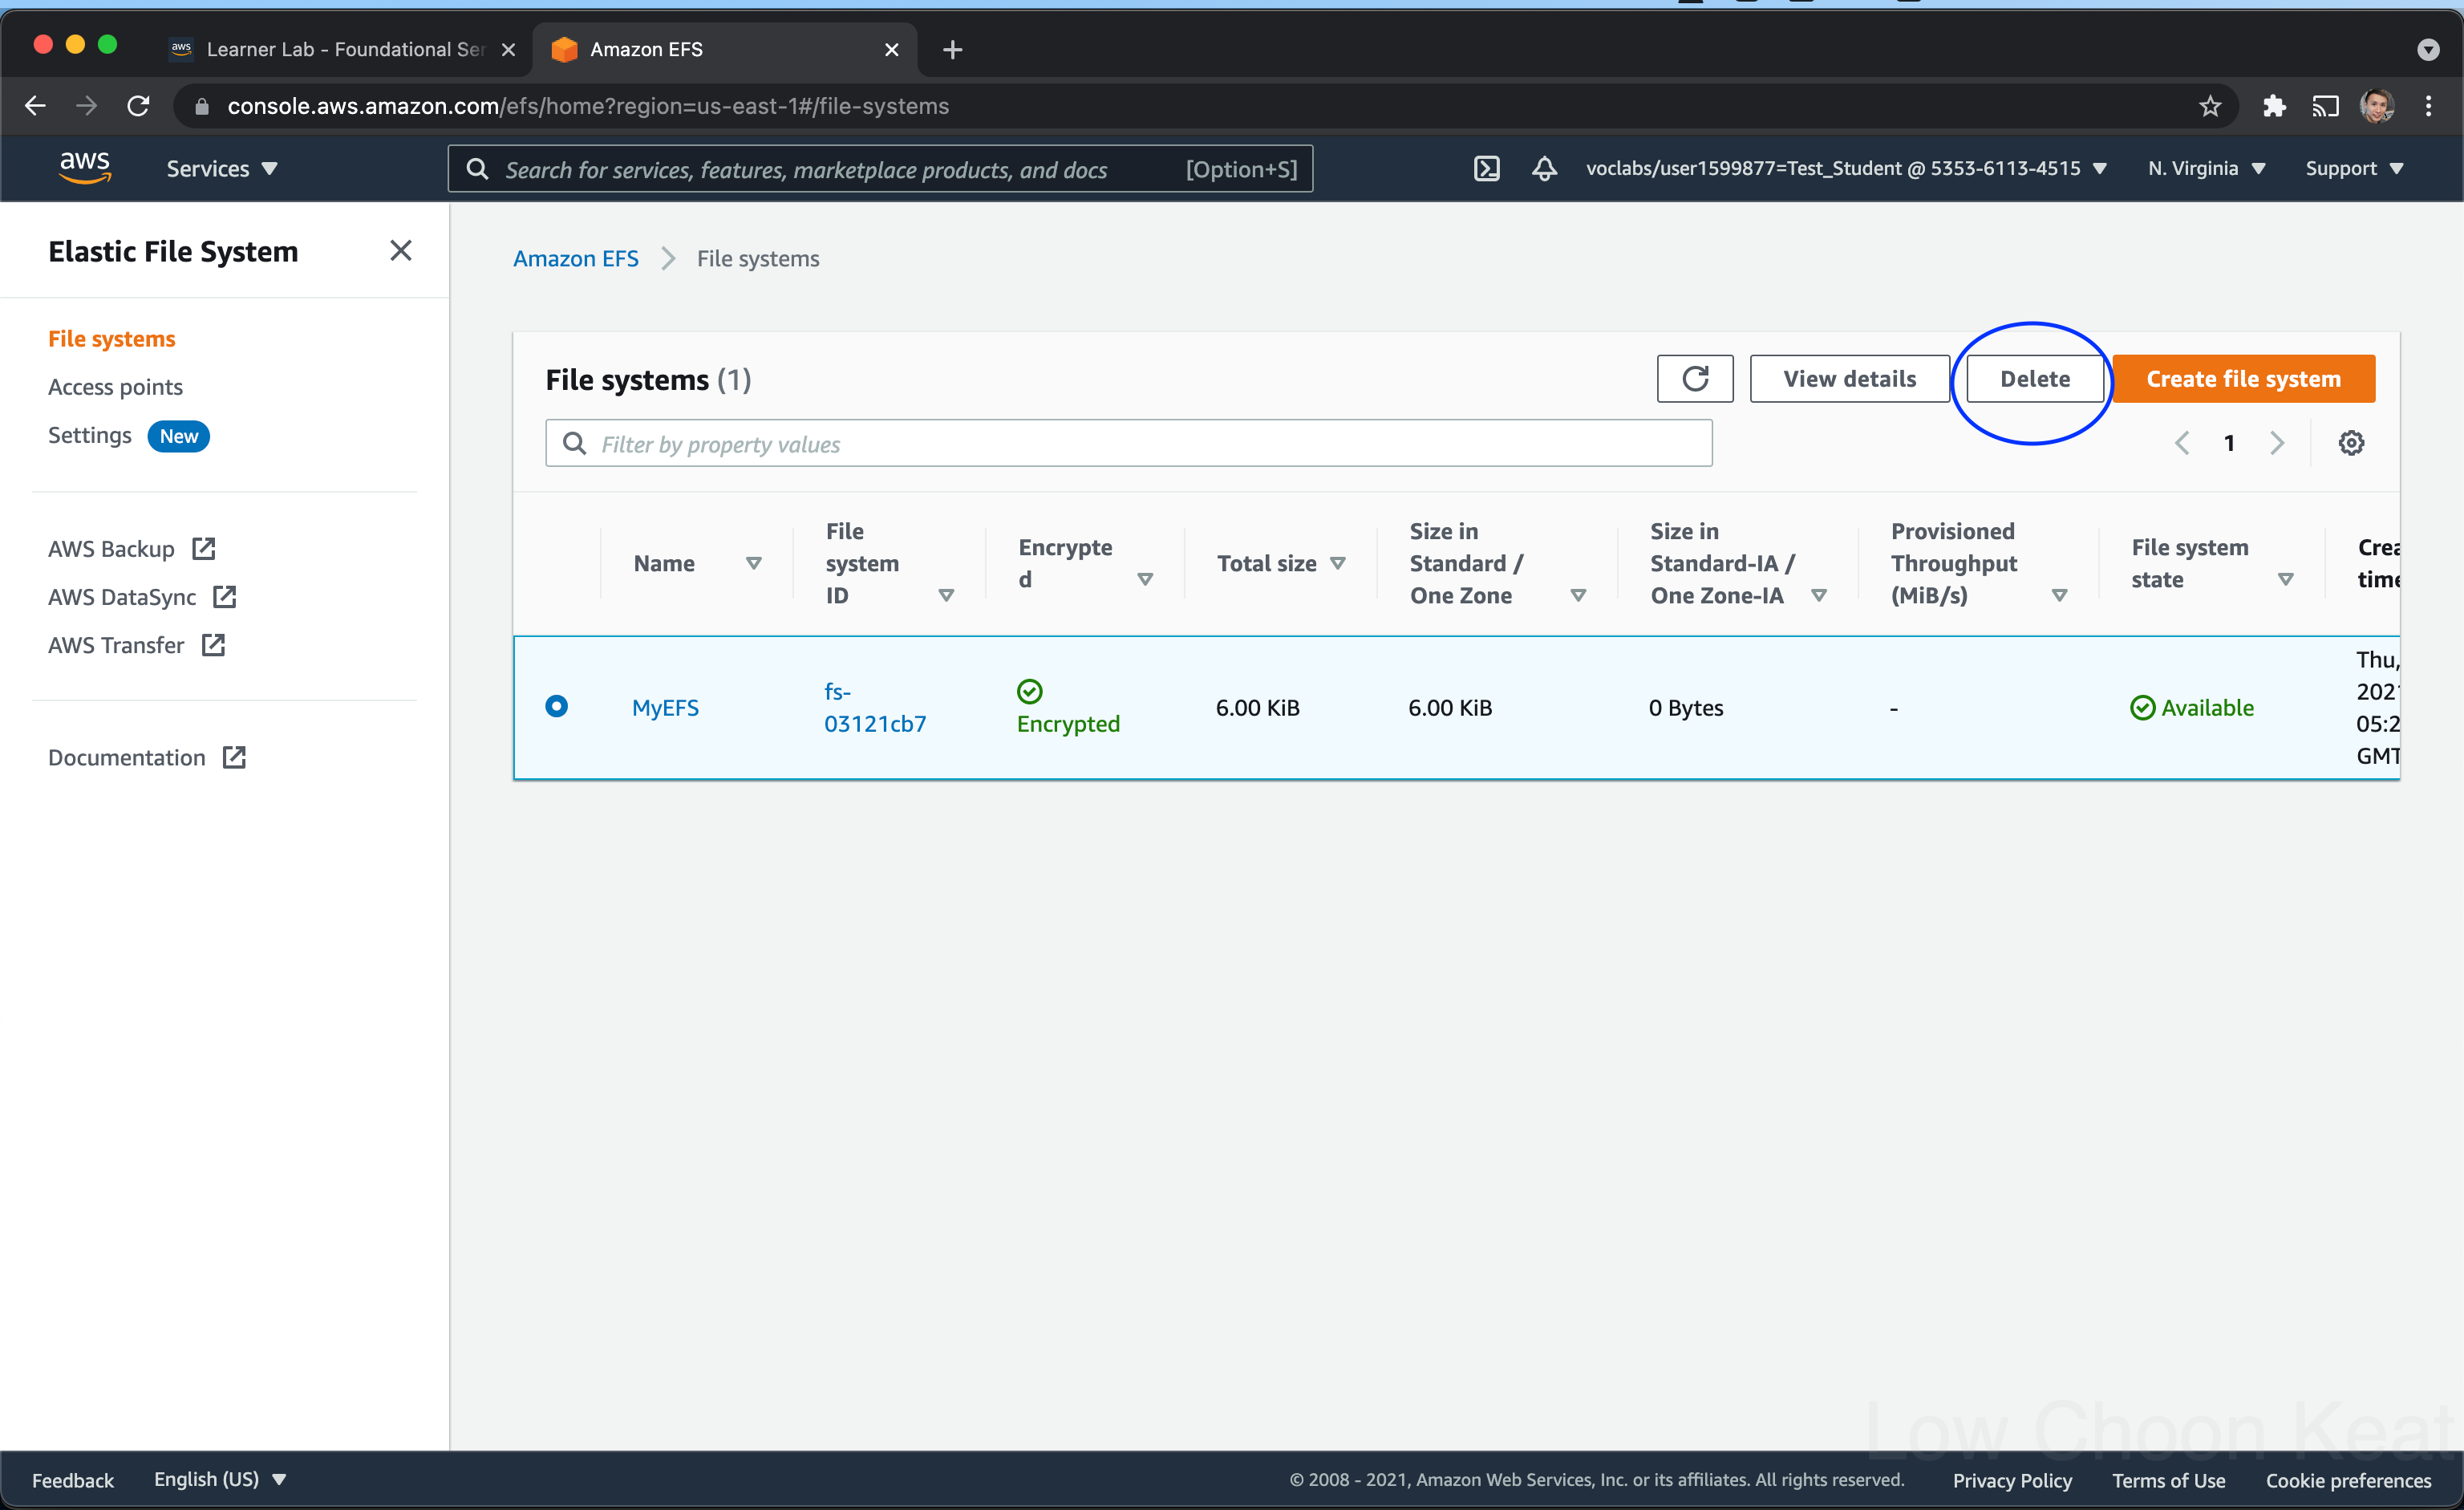 Learner Lab - Foundational Ser
Amazon EFS
console.aws.amazon.com/efs/home?region=us-east-1#/file-systems
aws
Services
Search for services, features, marketplace products, and docs
[Option+S]
voclabs/user1599877=Test_Student @ 5353-6113-4515
N. Virginia
Support
Elastic File System
File systems
Access points
Settings New
AWS Backup
AWS DataSync
AWS Transfer
Documentation
Amazon EFS
File systems
File systems (1)
View details
Delete
Create file system
Filter by property values
1
Name
File
system
ID
Encrypte
d
Total size
Size in
Standard /
One Zone
Size in
Standard-IA /
One Zone-IA
Provisioned
Throughput
(MiB/s)
File system
state
Crea
time
MyEFS
fs-
03121cb7
Encrypted
6.00 KiB
6.00 KiB
0 Bytes
-
Available
Thu,
2021
05:2
GMT
Low Choon Keat
Feedback
English (US)
© 2008 - 2021, Amazon Web Services, Inc. or its affiliates. All rights reserved.
Privacy Policy
Terms of Use
Cookie preferences